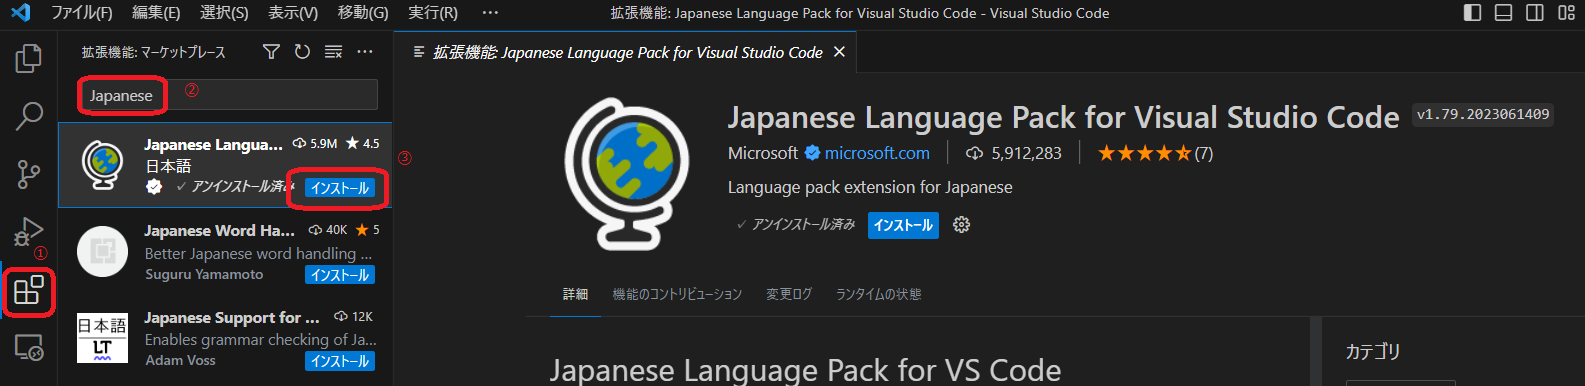 ファイル(F) 編集(E) 選択(S) 表示(V) 移動(G) 実行(R) ···
拡張機能: Japanese Language Pack for Visual Studio Code - Visual Studio Code
拡張機能: マーケットプレース
拡張機能: Japanese Language Pack for Visual Studio Code
①
Japanese
②
Japanese Langua... 5.9M 4.5
日本語
アンインストール済み インストール
③
Japanese Word Ha... 40K 5
Better Japanese word handling ...
Suguru Yamamoto インストール
日本語
LT
Japanese Support for ... 12K
Enables grammar checking of Ja...
Adam Voss インストール
Japanese Language Pack for Visual Studio Code v1.79.2023061409
Microsoft microsoft.com 5,912,283 (7)
Language pack extension for Japanese
アンインストール済み インストール
詳細 機能のコントリビューション 変更ログ ランタイムの状態
Japanese Language Pack for VS Code
カテゴリ